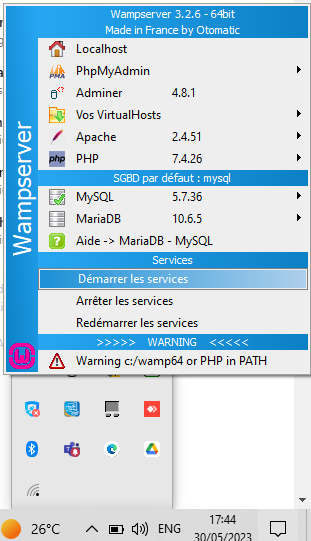 Wampserver 3.2.6 - 64bit
Made in France by Otomatic
Wampserver
Localhost
PhpMyAdmin
Adminer 4.8.1
Vos VirtualHosts
Apache 2.4.51
php PHP 7.4.26
SGBD par défaut : mysql
MySQL 5.7.36
MariaDB 10.6.5
Aide -> MariaDB - MySQL
Services
Démarrer les services
Arrêter les services
Redémarrer les services
>>>>> WARNING <<<<<
Warning c:/wamp64 or PHP in PATH
26°C ENG 17:44
30/05/2023